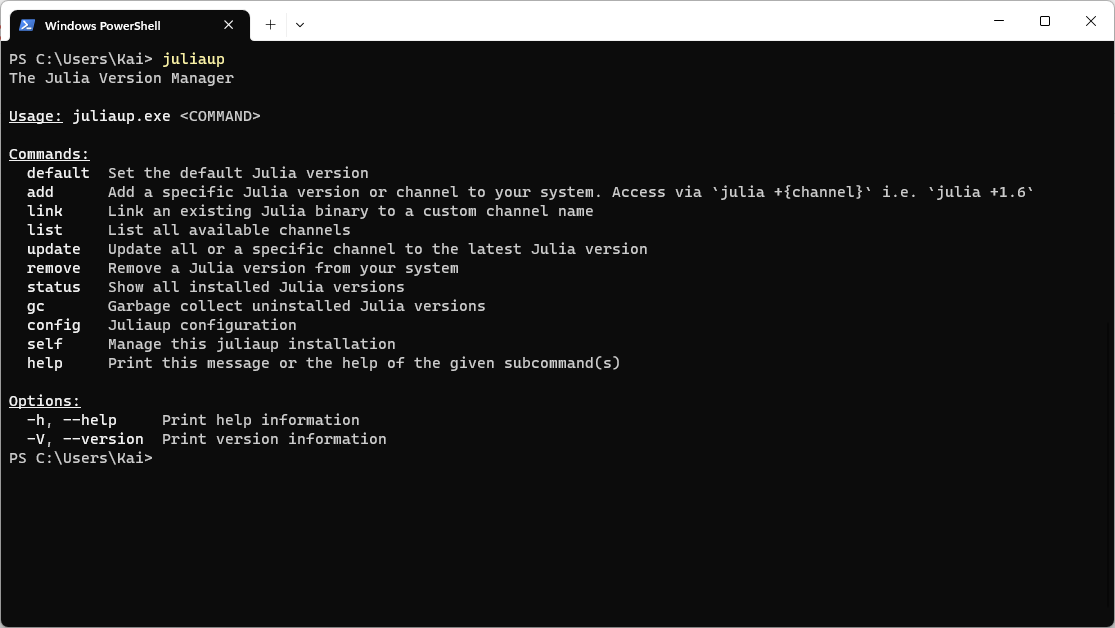 Windows PowerShell
PS C:\Users\Kai> juliaup
The Julia Version Manager
Usage: juliaup.exe <COMMAND>
Commands:
default  Set the default Julia version
add      Add a specific Julia version or channel to your system. Access via `julia +{channel}` i.e. `julia +1.6`
link     Link an existing Julia binary to a custom channel name
list     List all available channels
update   Update all or a specific channel to the latest Julia version
remove   Remove a Julia version from your system
status   Show all installed Julia versions
gc       Garbage collect uninstalled Julia versions
config   Juliaup configuration
self     Manage this juliaup installation
help     Print this message or the help of the given subcommand(s)
Options:
-h, --help     Print help information
-V, --version  Print version information
PS C:\Users\Kai>